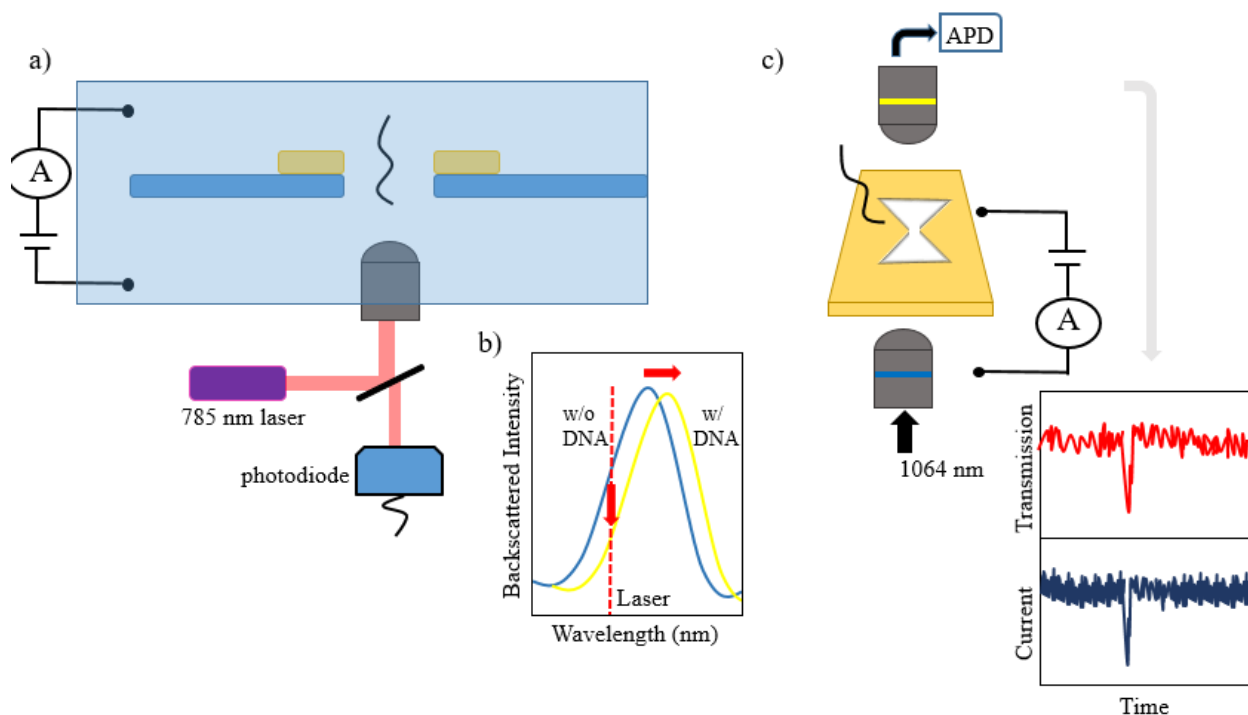 a)
A
785 nm laser
photodiode
b)
Backscattered Intensity
w/o
DNA
w/
DNA
Laser
Wavelength (nm)
c)
APD
A
1064 nm
Transmission
Current
Time